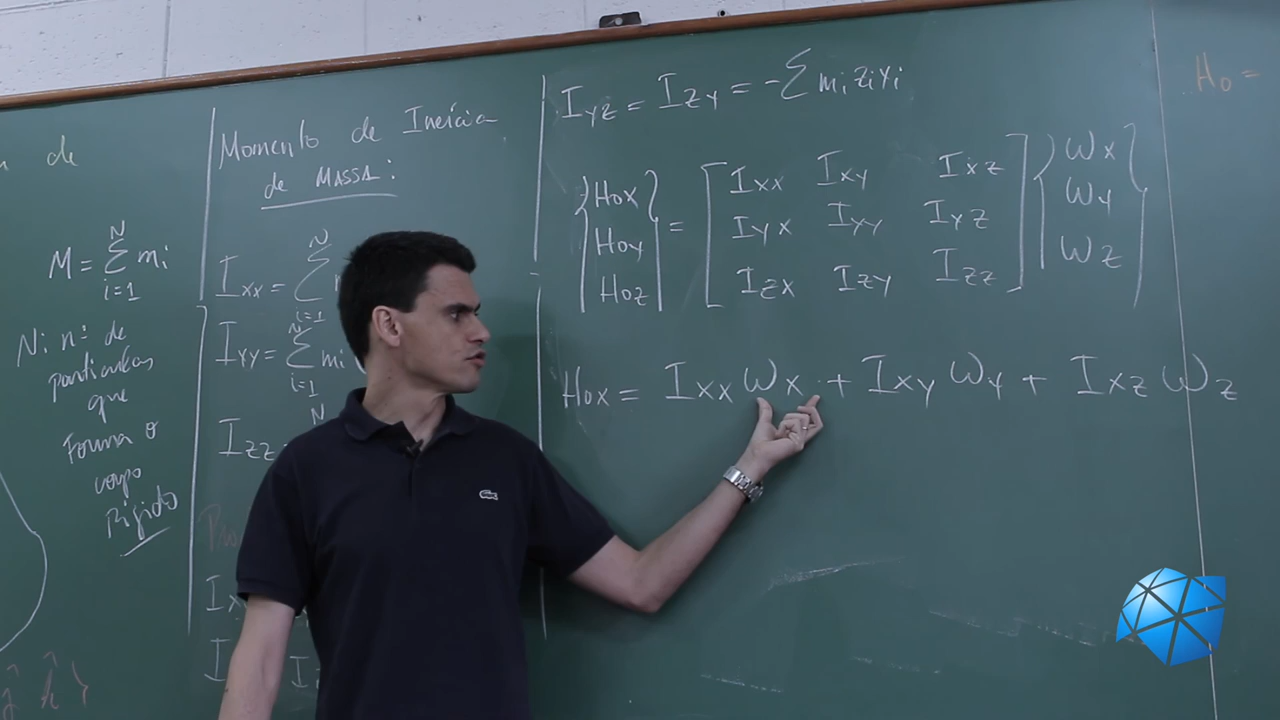 de
M = Σ mi
N
i=1
N: nº de
partículas
que
Forma o
corpo
Rígido
Momento de Inércia
de MASSA:
N
Ixx = Σ
i=1
N
Iyy = Σ mi
i=1
N
Izz
Iyz = Izy = -Σ mi zi yi
{Hox Hoy Hoz} = [Ixx Ixy Ixz
Iyx Iyy Iyz
Izx Izy Izz] {ωx ωy ωz}
Hox = Ixx ωx + Ixy ωy + Ixz ωz
Ho =